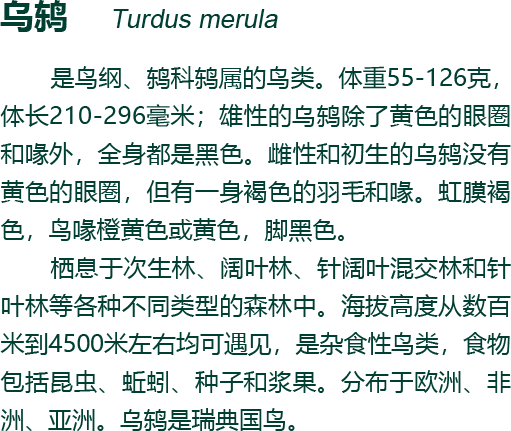 乌鸫 Turdus merula
是鸟纲、鸫科鸫属的鸟类。体重55-126克，
体长210-296毫米；雄性的乌鸫除了黄色的眼圈
和喙外，全身都是黑色。雌性和初生的乌鸫没有
黄色的眼圈，但有一身褐色的羽毛和喙。虹膜褐
色，鸟喙橙黄色或黄色，脚黑色。
栖息于次生林、阔叶林、针阔叶混交林和针
叶林等各种不同类型的森林中。海拔高度从数百
米到4500米左右均可遇见，是杂食性鸟类，食物
包括昆虫、蚯蚓、种子和浆果。分布于欧洲、非
洲、亚洲。乌鸫是瑞典国鸟。